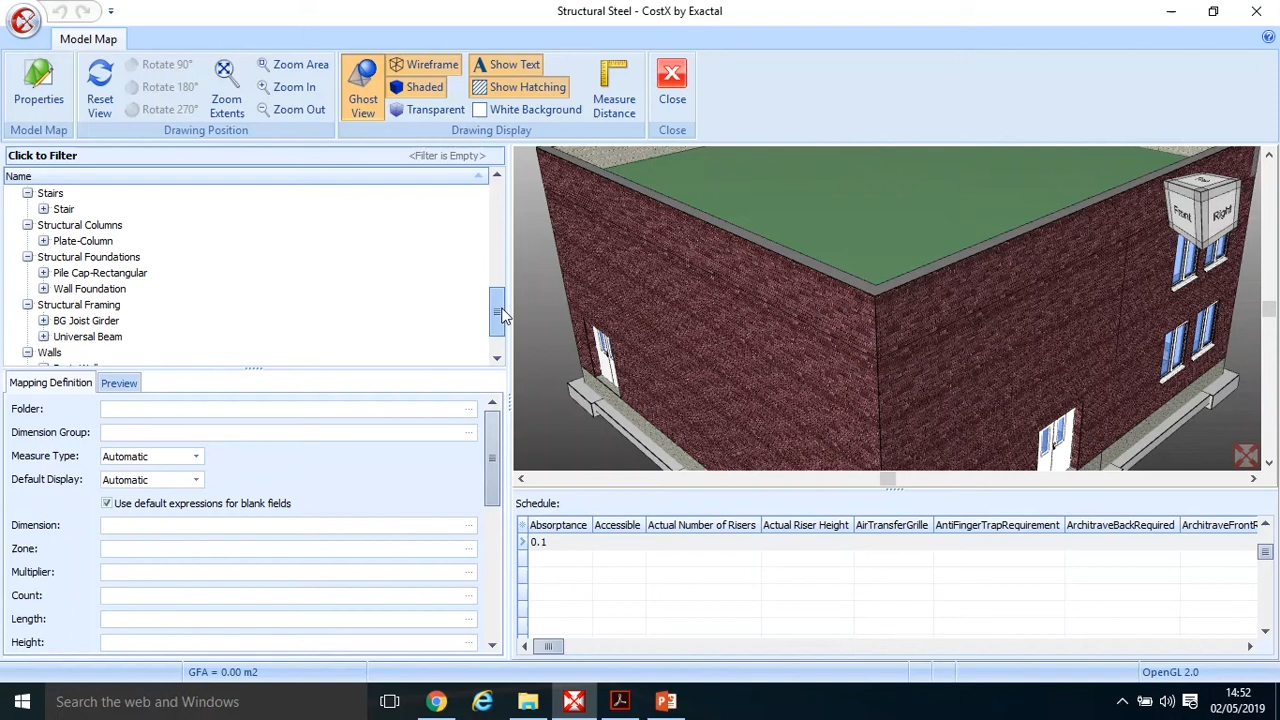 Structural Steel - CostX by Exactal
Model Map
Properties
Reset View
Rotate 90°
Rotate 180°
Rotate 270°
Zoom Extents
Zoom Area
Zoom In
Zoom Out
Ghost View
Wireframe
Shaded
Transparent
Show Text
Show Hatching
White Background
Measure Distance
Close
Model Map
Drawing Position
Drawing Display
Close
Click to Filter
<Filter is Empty>
Name
Stairs
Stair
Structural Columns
Plate-Column
Structural Foundations
Pile Cap-Rectangular
Wall Foundation
Structural Framing
BG Joist Girder
Universal Beam
Walls
Front
Right
Mapping Definition
Preview
Folder:
Dimension Group:
Measure Type: Automatic
Default Display: Automatic
Use default expressions for blank fields
Dimension:
Zone:
Multiplier:
Count:
Length:
Height:
Schedule:
Absorptance Accessible Actual Number of Risers Actual Riser Height AirTransferGrille AntiFingerTrapRequirement ArchitraveBackRequired
0.1
GFA = 0.00 m2
OpenGL 2.0
Search the web and Windows
14:52
02/05/2019